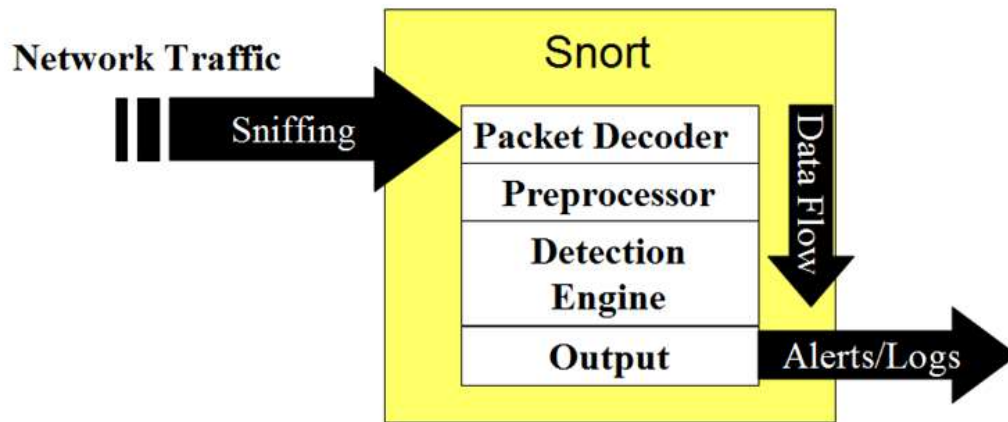 Snort
Network Traffic
Sniffing
Packet Decoder
Preprocessor
Detection
Engine
Output
Data Flow
Alerts/Logs